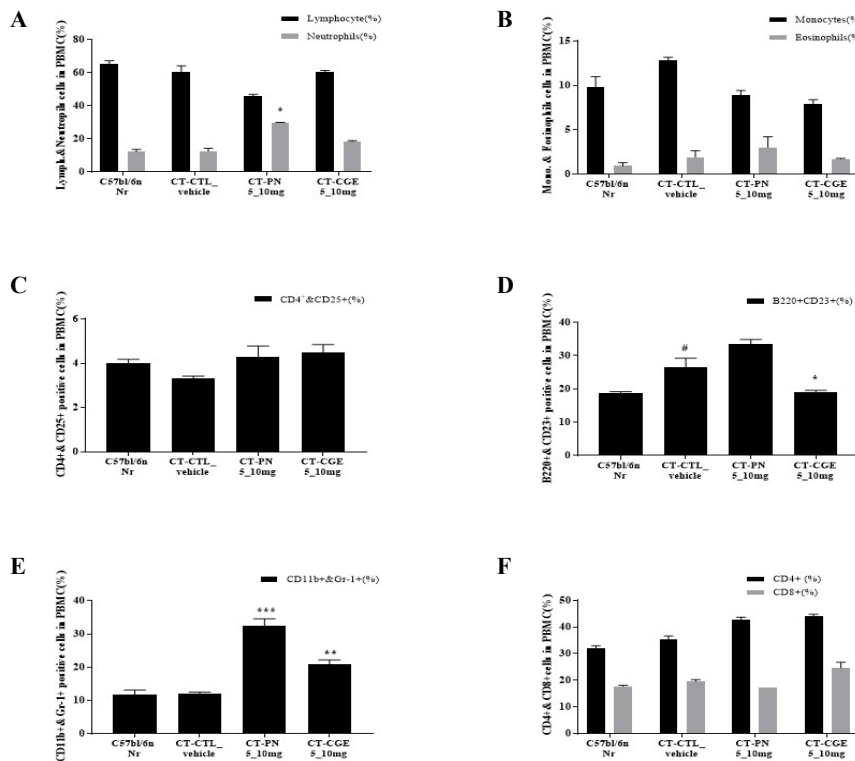 A
Lymphocyte(%)
Neutrophils(%)
Lymph.&Neutropils cells in PBMC(%)
80
60
40
20
0
*
C57bl/6n
Nr
CT-CTL_
vehicle
CT-PN
5_10mg
CT-CGE
5_10mg
B
Monocytes(%
Eosinophils(%
Mono. & Eosinophils cells in PBMC(%)
15
10
5
0
C57bl/6n
Nr
CT-CTL_
vehicle
CT-PN
5_10mg
CT-CGE
5_10mg
C
CD4+&CD25+(%)
CD4+& CD25+ positive cells in PBMC(%)
6
4
2
0
C57bl/6n
Nr
CT-CTL_
vehicle
CT-PN
5_10mg
CT-CGE
5_10mg
D
B220+CD23+(%)
B220+& CD23+ positive cells in PBMC(%)
40
30
20
10
0
#
*
C57bl/6n
Nr
CT-CTL_
vehicle
CT-PN
5_10mg
CT-CGE
5_10mg
E
CD11b+&Gr-1+(%)
CD11b+& Gr-1+ positive cells in PBMC(%)
40
30
20
10
0
***
**
C57bl/6n
Nr
CT-CTL_
vehicle
CT-PN
5_10mg
CT-CGE
5_10mg
F
CD4+ (%)
CD8+(%)
CD4+& CD8+cells in PBMC(%)
50
40
30
20
10
0
C57bl/6n
Nr
CT-CTL_
vehicle
CT-PN
5_10mg
CT-CGE
5_10mg